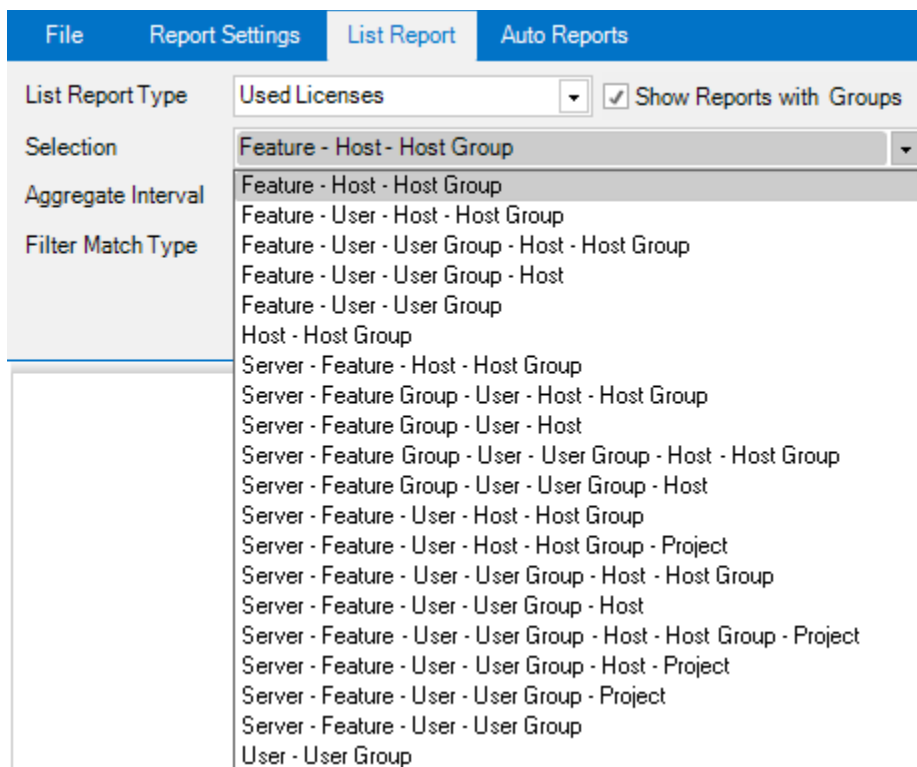 File Report Settings List Report Auto Reports
List Report Type Used Licenses Show Reports with Groups
Selection Feature - Host - Host Group
Aggregate Interval
Filter Match Type
Feature - Host - Host Group
Feature - User - Host - Host Group
Feature - User - User Group - Host - Host Group
Feature - User - User Group - Host
Feature - User - User Group
Host - Host Group
Server - Feature - Host - Host Group
Server - Feature Group - User - Host - Host Group
Server - Feature Group - User - Host
Server - Feature Group - User - User Group - Host - Host Group
Server - Feature Group - User - User Group - Host
Server - Feature - User - Host - Host Group
Server - Feature - User - Host - Host Group - Project
Server - Feature - User - User Group - Host - Host Group
Server - Feature - User - User Group - Host
Server - Feature - User - User Group - Host - Host Group - Project
Server - Feature - User - User Group - Host - Project
Server - Feature - User - User Group - Project
Server - Feature - User - User Group
User - User Group